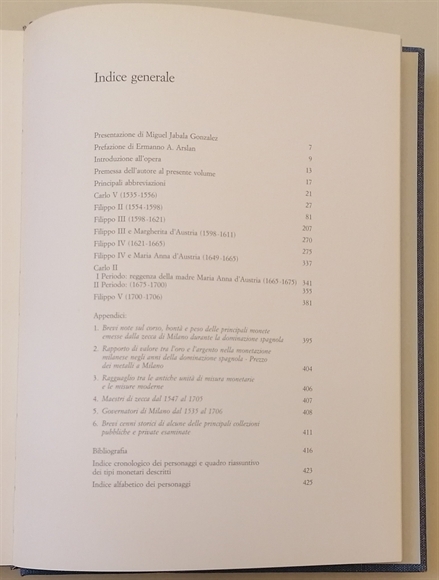 Indice generale
Presentazione di Miguel Jabala Gonzalez
Prefazione di Ermanno A. Arslan 7
Introduzione all'opera 9
Premessa dell'autore al presente volume 13
Principali abbreviazioni 17
Carlo V (1535-1556) 21
Filippo II (1554-1598) 27
Filippo III (1598-1621) 81
Filippo III e Margherita d'Austria (1598-1611) 207
Filippo IV (1621-1665) 270
Filippo IV e Maria Anna d'Austria (1649-1665) 275
Carlo II 337
I Periodo: reggenza della madre Maria Anna d'Austria (1665-1675) 341
II Periodo: (1675-1700) 355
Filippo V (1700-1706) 381
Appendici:
1. Brevi note sul corso, bontà e peso delle principali monete
emesse dalla zecca di Milano durante la dominazione spagnola 395
2. Rapporto di valore tra l'oro e l'argento nella monetazione
milanese negli anni della dominazione spagnola - Prezzo
dei metalli a Milano 404
3. Ragguaglio tra le antiche unità di misura monetarie
e le misure moderne 406
4. Maestri di zecca dal 1547 al 1705 407
5. Governatori di Milano dal 1535 al 1706 408
6. Brevi cenni storici di alcune delle principali collezioni
pubbliche e private esaminate 411
Bibliografia 416
Indice cronologico dei personaggi e quadro riassuntivo
dei tipi monetari descritti 423
Indice alfabetico dei personaggi 425